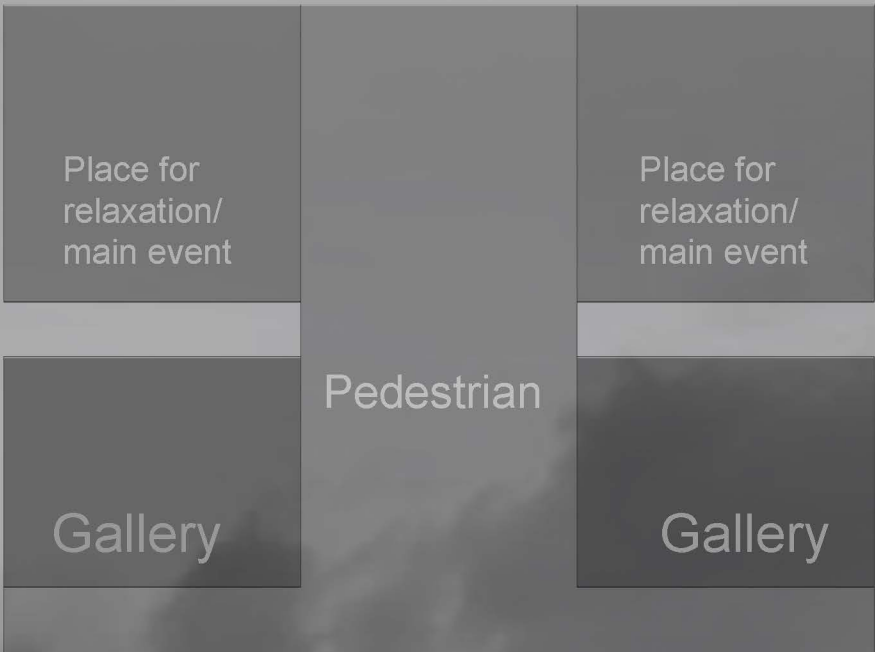 Place for
relaxation/
main event
Place for
relaxation/
main event
Pedestrian
Gallery
Gallery